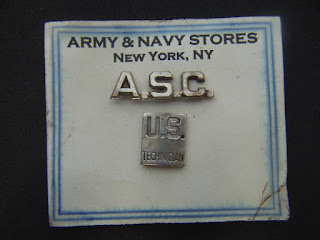 ARMY & NAVY STORES
NEW YORK, NY
A.S.C.
U.S.
TECHNICIAN